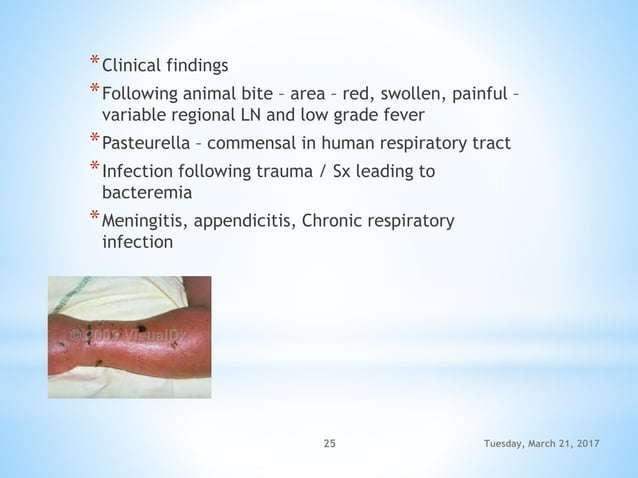 * Clinical findings
* Following animal bite – area – red, swollen, painful –
variable regional LN and low grade fever
* Pasteurella – commensal in human respiratory tract
* Infection following trauma / Sx leading to
bacteremia
* Meningitis, appendicitis, Chronic respiratory
infection
VisualDx
25
Tuesday, March 21, 2017